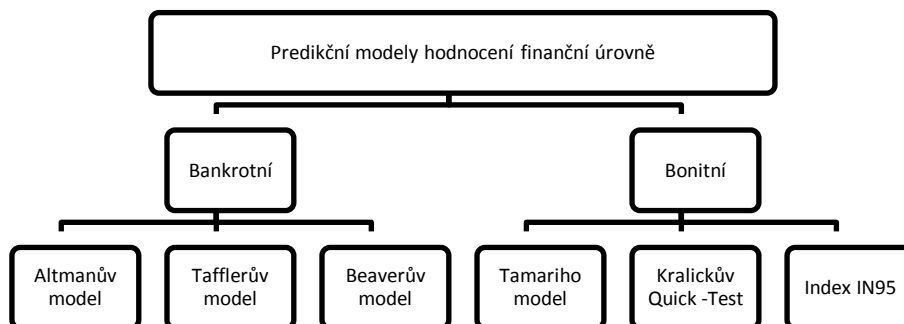 Predikční modely hodnocení finanční úrovně
Bankrotní
Bonitní
Altmanův
model
Tafflerův
model
Beaverův
model
Tamariho
model
Kralickův
Quick -Test
Index IN95